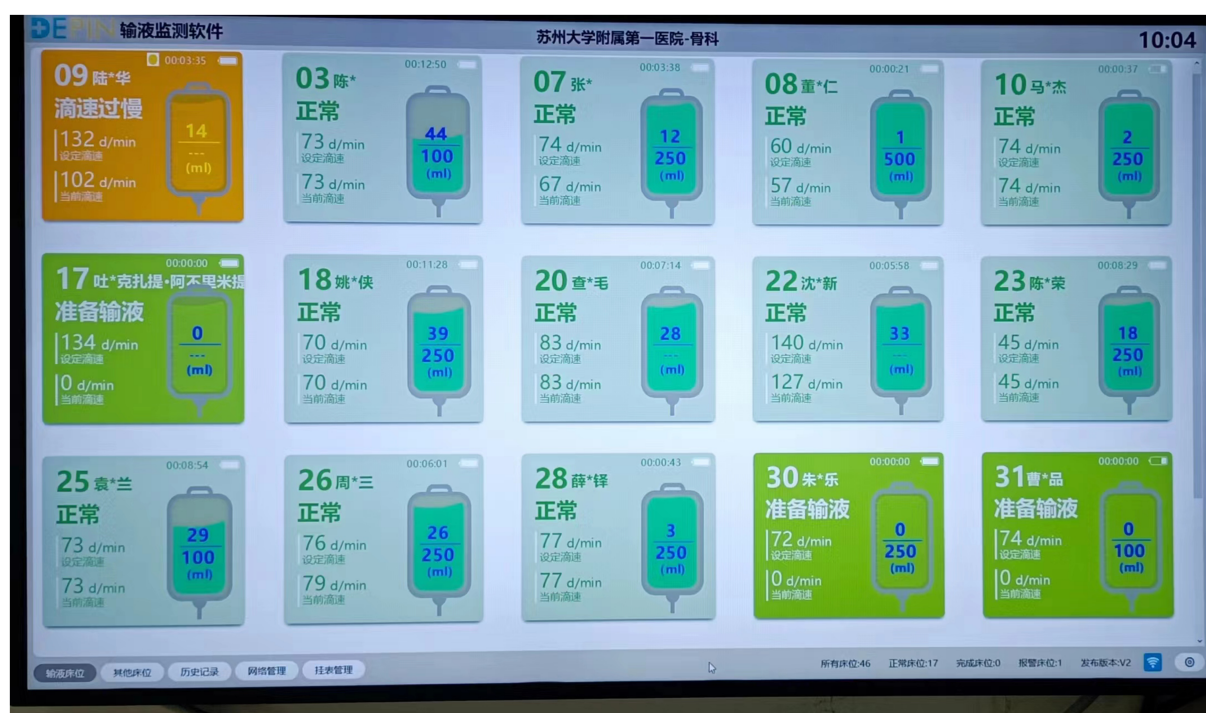 DEPIN 输液监测软件
苏州大学附属第一医院-骨科
10:04
00:03:35
09 陆*华
滴速过慢
132 d/min
设定滴速
102 d/min
当前滴速
14
---
(ml)
00:12:50
03 陈*
正常
73 d/min
设定滴速
73 d/min
当前滴速
44
100
(ml)
00:03:38
07 张*
正常
74 d/min
设定滴速
67 d/min
当前滴速
12
250
(ml)
00:00:21
08 董*仁
正常
60 d/min
设定滴速
57 d/min
当前滴速
1
500
(ml)
00:00:37
10 马*杰
正常
74 d/min
设定滴速
74 d/min
当前滴速
2
250
(ml)
00:00:00
17 吐*克扎提·阿不里米提
准备输液
134 d/min
设定滴速
0 d/min
当前滴速
0
---
(ml)
00:11:28
18 姚*侠
正常
70 d/min
设定滴速
70 d/min
当前滴速
39
250
(ml)
00:07:14
20 查*毛
正常
83 d/min
设定滴速
83 d/min
当前滴速
28
---
(ml)
00:05:58
22 沈*新
正常
140 d/min
设定滴速
127 d/min
当前滴速
33
---
(ml)
00:08:29
23 陈*荣
正常
45 d/min
设定滴速
45 d/min
当前滴速
18
250
(ml)
00:08:54
25 袁*兰
正常
73 d/min
设定滴速
73 d/min
当前滴速
29
100
(ml)
00:06:01
26 周*三
正常
76 d/min
设定滴速
79 d/min
当前滴速
26
250
(ml)
00:00:43
28 薛*铎
正常
77 d/min
设定滴速
77 d/min
当前滴速
3
250
(ml)
00:00:00
30 朱*乐
准备输液
72 d/min
设定滴速
0 d/min
当前滴速
0
250
(ml)
00:00:00
31 曹*品
准备输液
74 d/min
设定滴速
0 d/min
当前滴速
0
100
(ml)
输液床位 其他床位 历史记录 网络管理 挂表管理
所有床位:46 正常床位:17 完成床位:0 报警床位:1 发布版本:V2